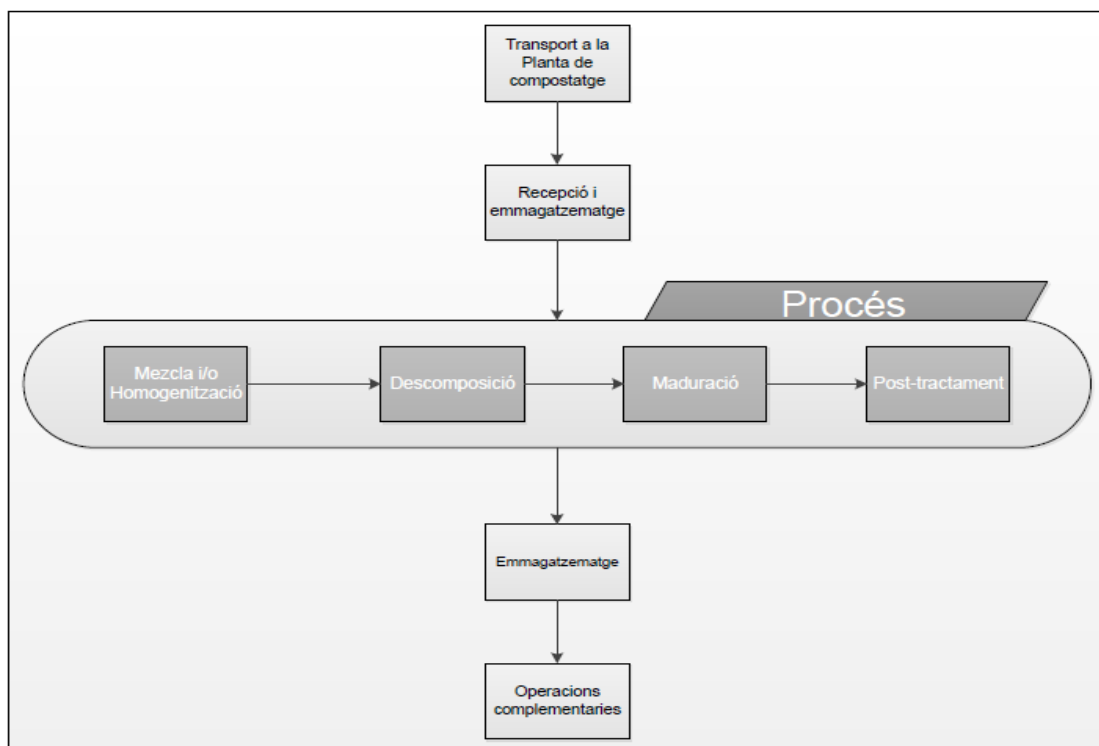 Transport a la
Planta de
compostatge
Recepció i
emmagatzematge
Procés
Mezcla i/o
Homogenització
Descomposició
Maduració
Post-tractament
Emmagatzematge
Operacions
complementaries